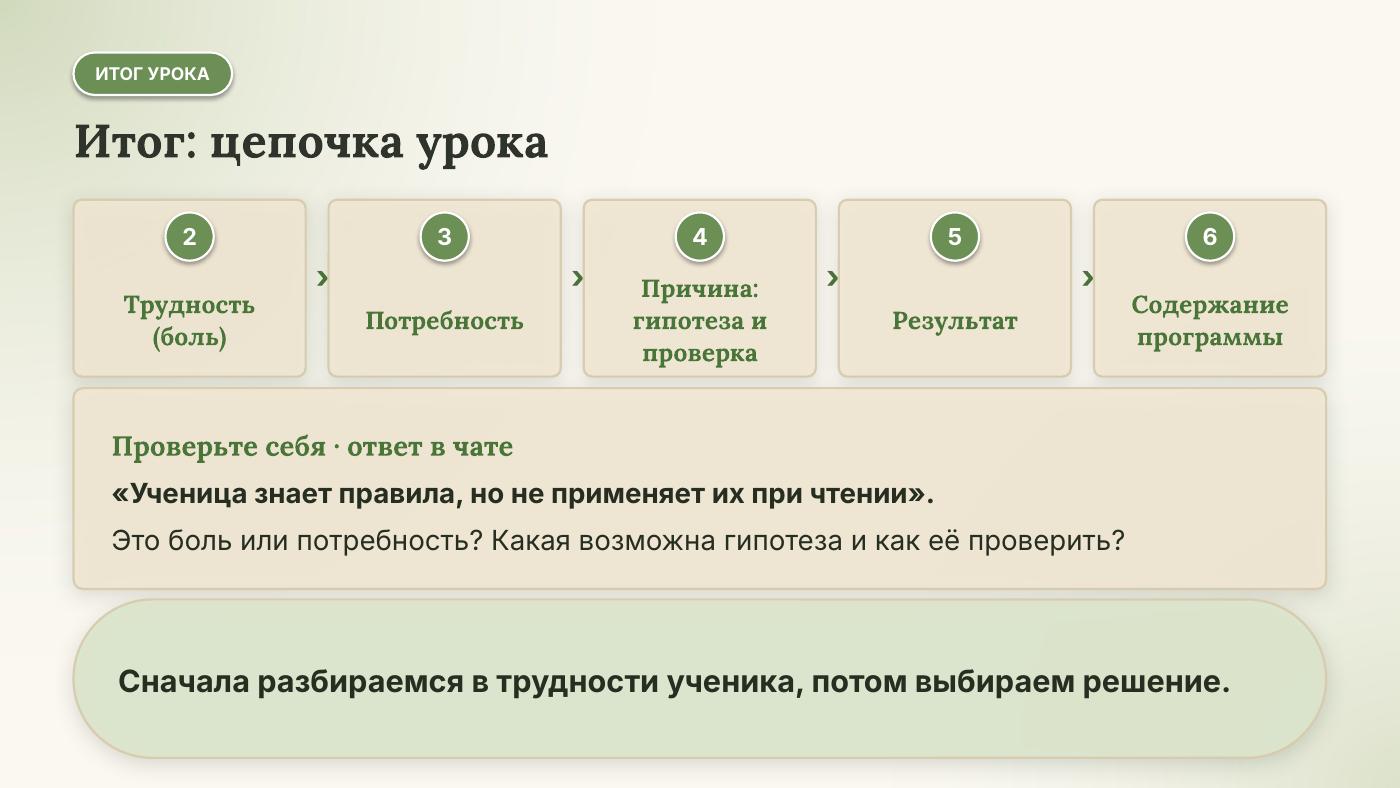 ИТОГ УРОКА
Итог: цепочка урока
2
Трудность
(боль)
›
3
Потребность
›
4
Причина:
гипотеза и
проверка
›
5
Результат
›
6
Содержание
программы
Проверьте себя · ответ в чате
«Ученица знает правила, но не применяет их при чтении».
Это боль или потребность? Какая возможна гипотеза и как её проверить?
Сначала разбираемся в трудности ученика, потом выбираем решение.